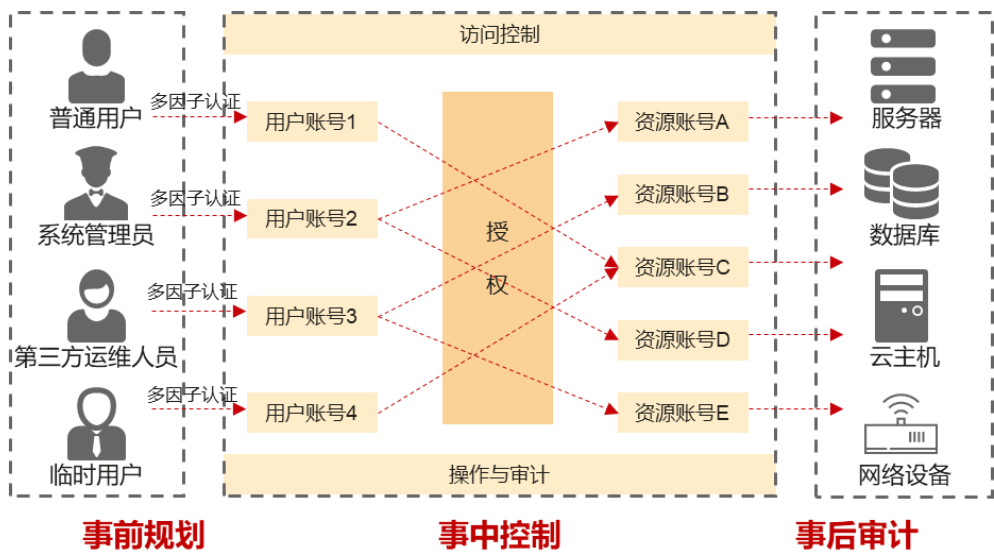 访问控制
普通用户
多因子认证
用户账号1
资源账号A
服务器
系统管理员
多因子认证
用户账号2
授
权
资源账号B
数据库
第三方运维人员
多因子认证
用户账号3
资源账号C
资源账号D
云主机
临时用户
多因子认证
用户账号4
资源账号E
网络设备
操作与审计
事前规划
事中控制
事后审计